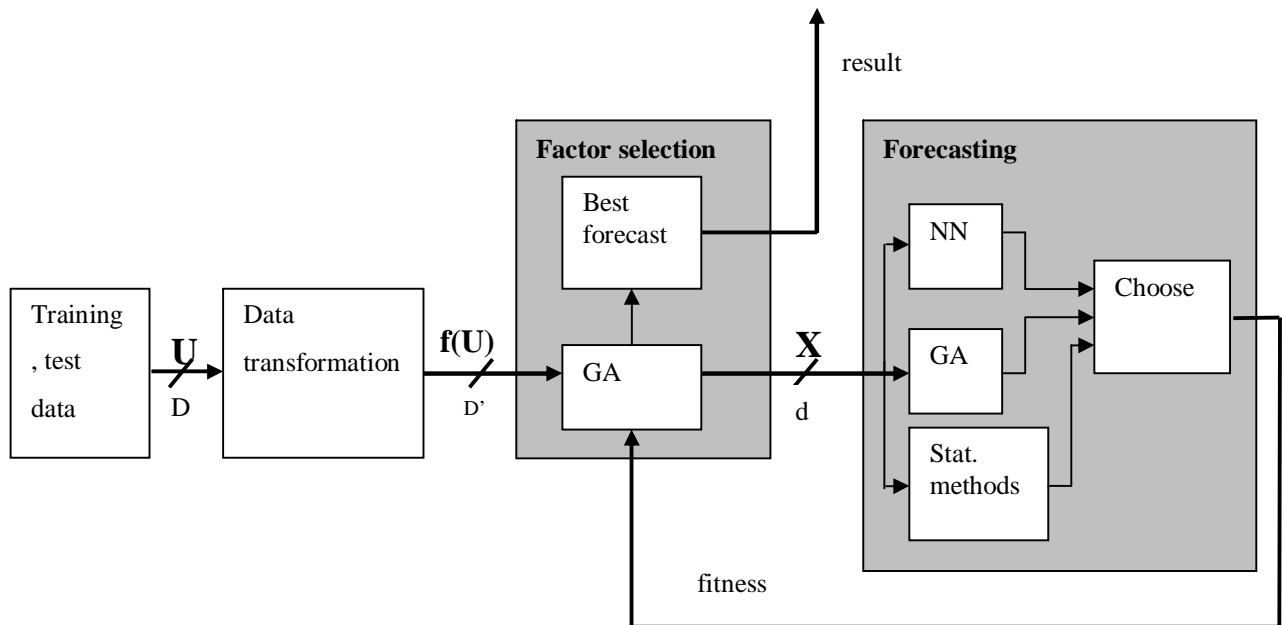 result
Factor selection
Forecasting
Best
forecast
NN
Choose
Training
, test
data
U
D
Data
transformation
f(U)
D’
GA
X
d
GA
Stat.
methods
fitness